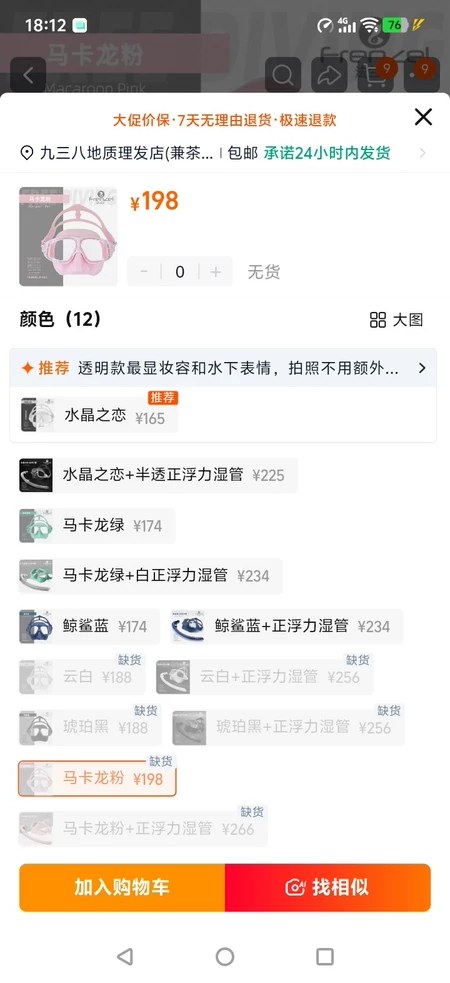 18:12
macaron
4G
76
马卡龙粉
Macaroon Pink
Frenzel
9
9
大促价保·7天无理由退货·极速退款
九三八地质理发店(兼茶... | 包邮 承诺24小时内发货
马卡龙粉
¥198
- 0 +
无货
颜色（12）
大图
推荐 透明款最显妆容和水下表情，拍照不用额外...
推荐
水晶之恋 ¥165
水晶之恋+半透正浮力湿管 ¥225
马卡龙绿 ¥174
马卡龙绿+白正浮力湿管 ¥234
鲸鲨蓝 ¥174
鲸鲨蓝+正浮力湿管 ¥234
缺货
云白 ¥188
缺货
云白+正浮力湿管 ¥256
缺货
琥珀黑 ¥188
缺货
琥珀黑+正浮力湿管 ¥256
缺货
马卡龙粉 ¥198
缺货
马卡龙粉+正浮力湿管 ¥266
加入购物车
AI 找相似